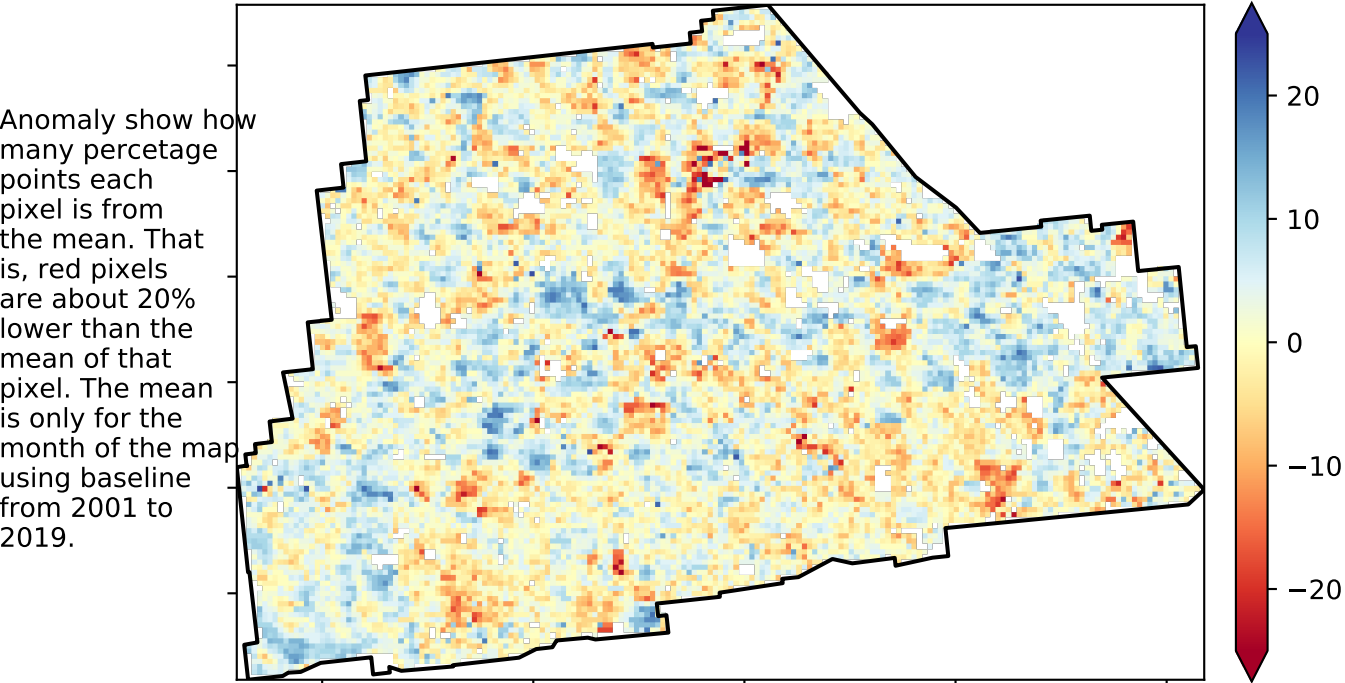 Anomaly show how
many percetage
points each
pixel is from
the mean. That
is, red pixels
are about 20%
lower than the
mean of that
pixel. The mean
is only for the
month of the map
using baseline
from 2001 to
2019.
20
10
0
−10
−20